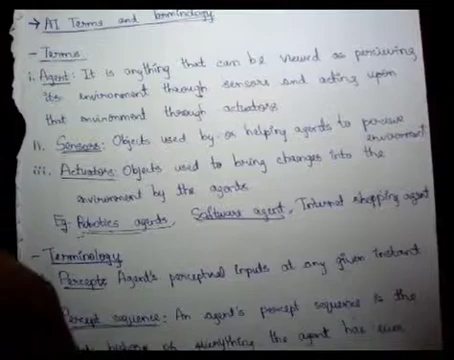 → AI Terms and terminology
- Terms
i. Agent: It is anything that can be viewed as perceiving
its environment through sensors and acting upon
that environment through actuators
ii. Sensors: Objects used by or helping agents to perceive environment
iii. Actuators: Objects used to bring changes into the
environment by the agents
Eg: Robotics agents, Software agent, Internet shopping agent
- Terminology
Percept: Agent's perceptual inputs at any given instant
Percept sequence: An agent's percept sequence is the
history of everything the agent has ever